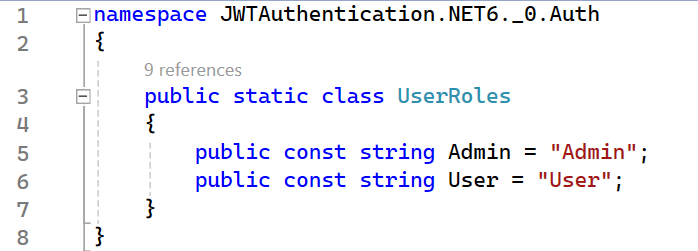 1 namespace JWTAuthentication.NET6._0.Auth
2 {
9 references
3 public static class UserRoles
4 {
5 public const string Admin = "Admin";
6 public const string User = "User";
7 }
8 }